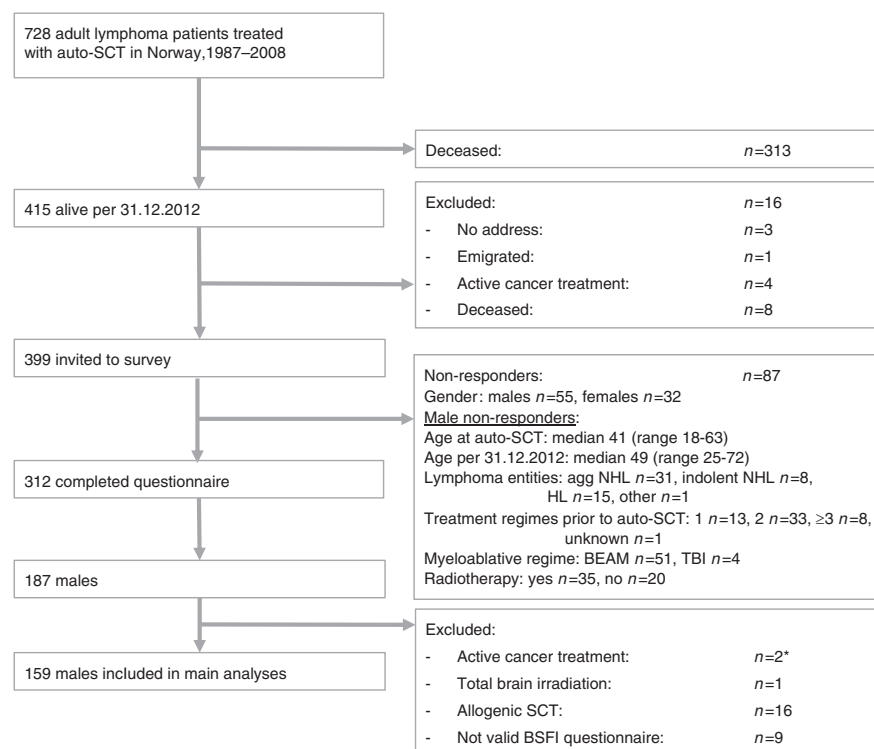 728 adult lymphoma patients treated
with auto-SCT in Norway,1987–2008
Deceased: n=313
415 alive per 31.12.2012
Excluded: n=16
- No address: n=3
- Emigrated: n=1
- Active cancer treatment: n=4
- Deceased: n=8
399 invited to survey
Non-responders: n=87
Gender: males n=55, females n=32
Male non-responders:
Age at auto-SCT: median 41 (range 18-63)
Age per 31.12.2012: median 49 (range 25-72)
Lymphoma entities: agg NHL n=31, indolent NHL n=8,
HL n=15, other n=1
Treatment regimes prior to auto-SCT: 1 n=13, 2 n=33, ≥3 n=8,
unknown n=1
Myeloablative regime: BEAM n=51, TBI n=4
Radiotherapy: yes n=35, no n=20
312 completed questionnaire
187 males
Excluded:
- Active cancer treatment: n=2*
- Total brain irradiation: n=1
- Allogenic SCT: n=16
- Not valid BSFI questionnaire: n=9
159 males included in main analyses